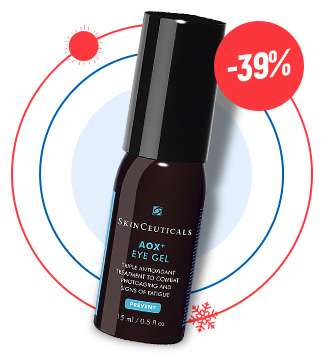 -39%
SKINCEUTICALS
AOX+
EYE GEL
TRIPLE ANTIOXIDANT
TREATMENT TO COMBAT
PHOTOAGING AND
SIGNS OF FATIGUE
PREVENT
15 ml / 0.5 fl oz